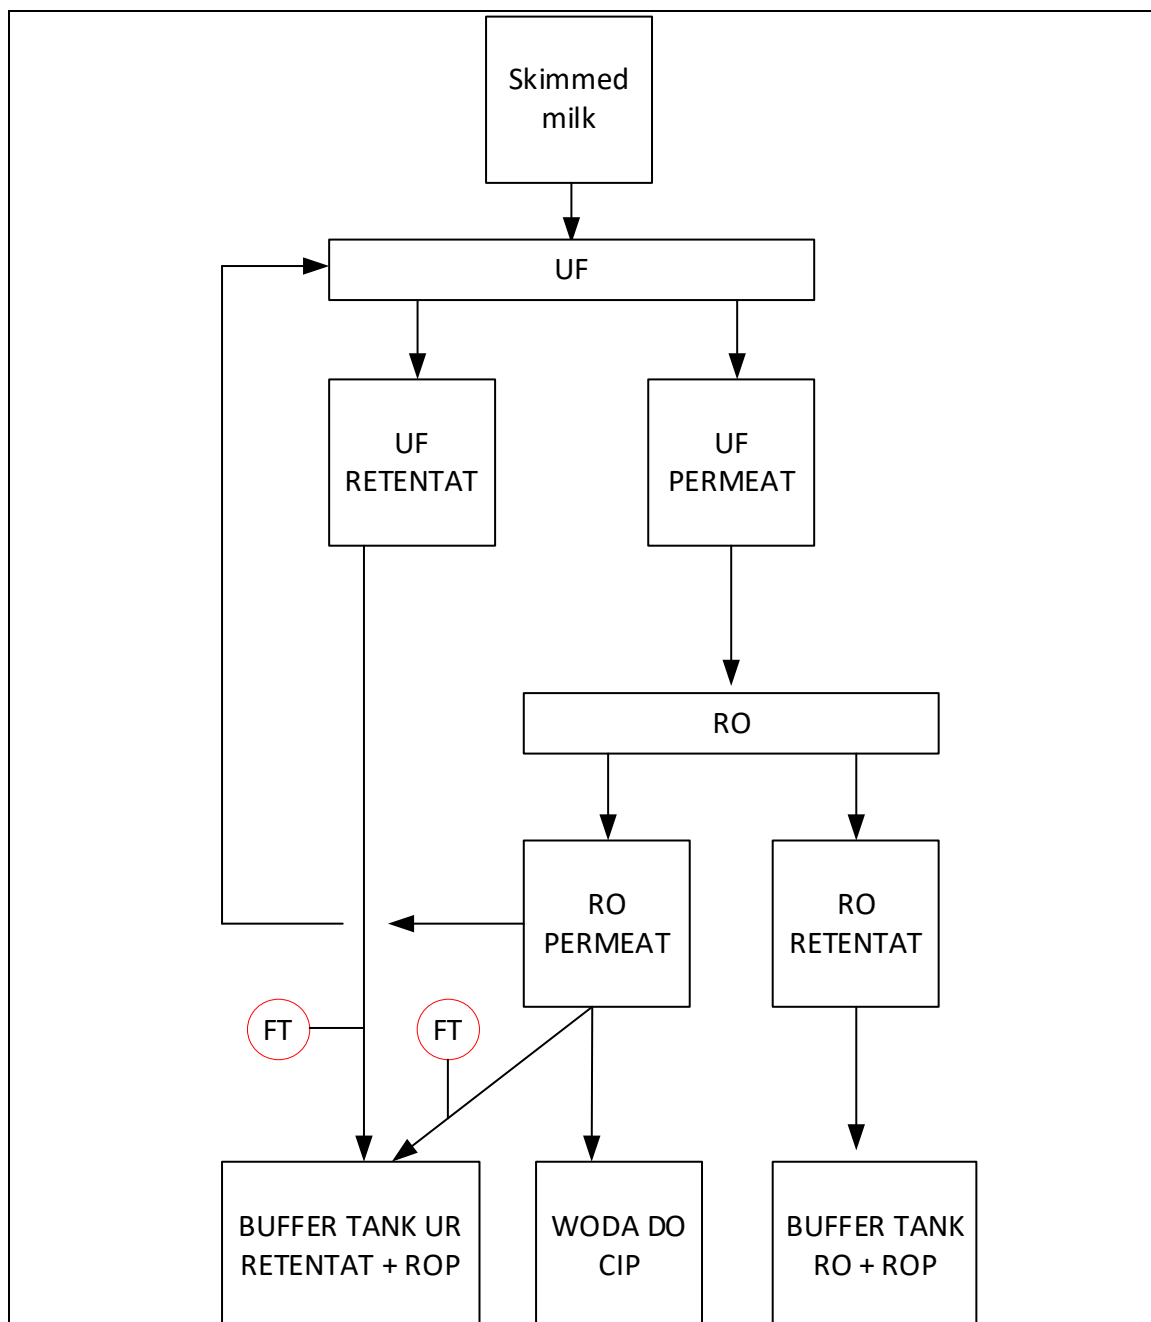 Skimmed
milk
UF
UF
RETENTAT
UF
PERMEAT
RO
RO
PERMEAT
RO
RETENTAT
FT
FT
BUFFER TANK UR
RETENTAT + ROP
WODA DO
CIP
BUFFER TANK
RO + ROP